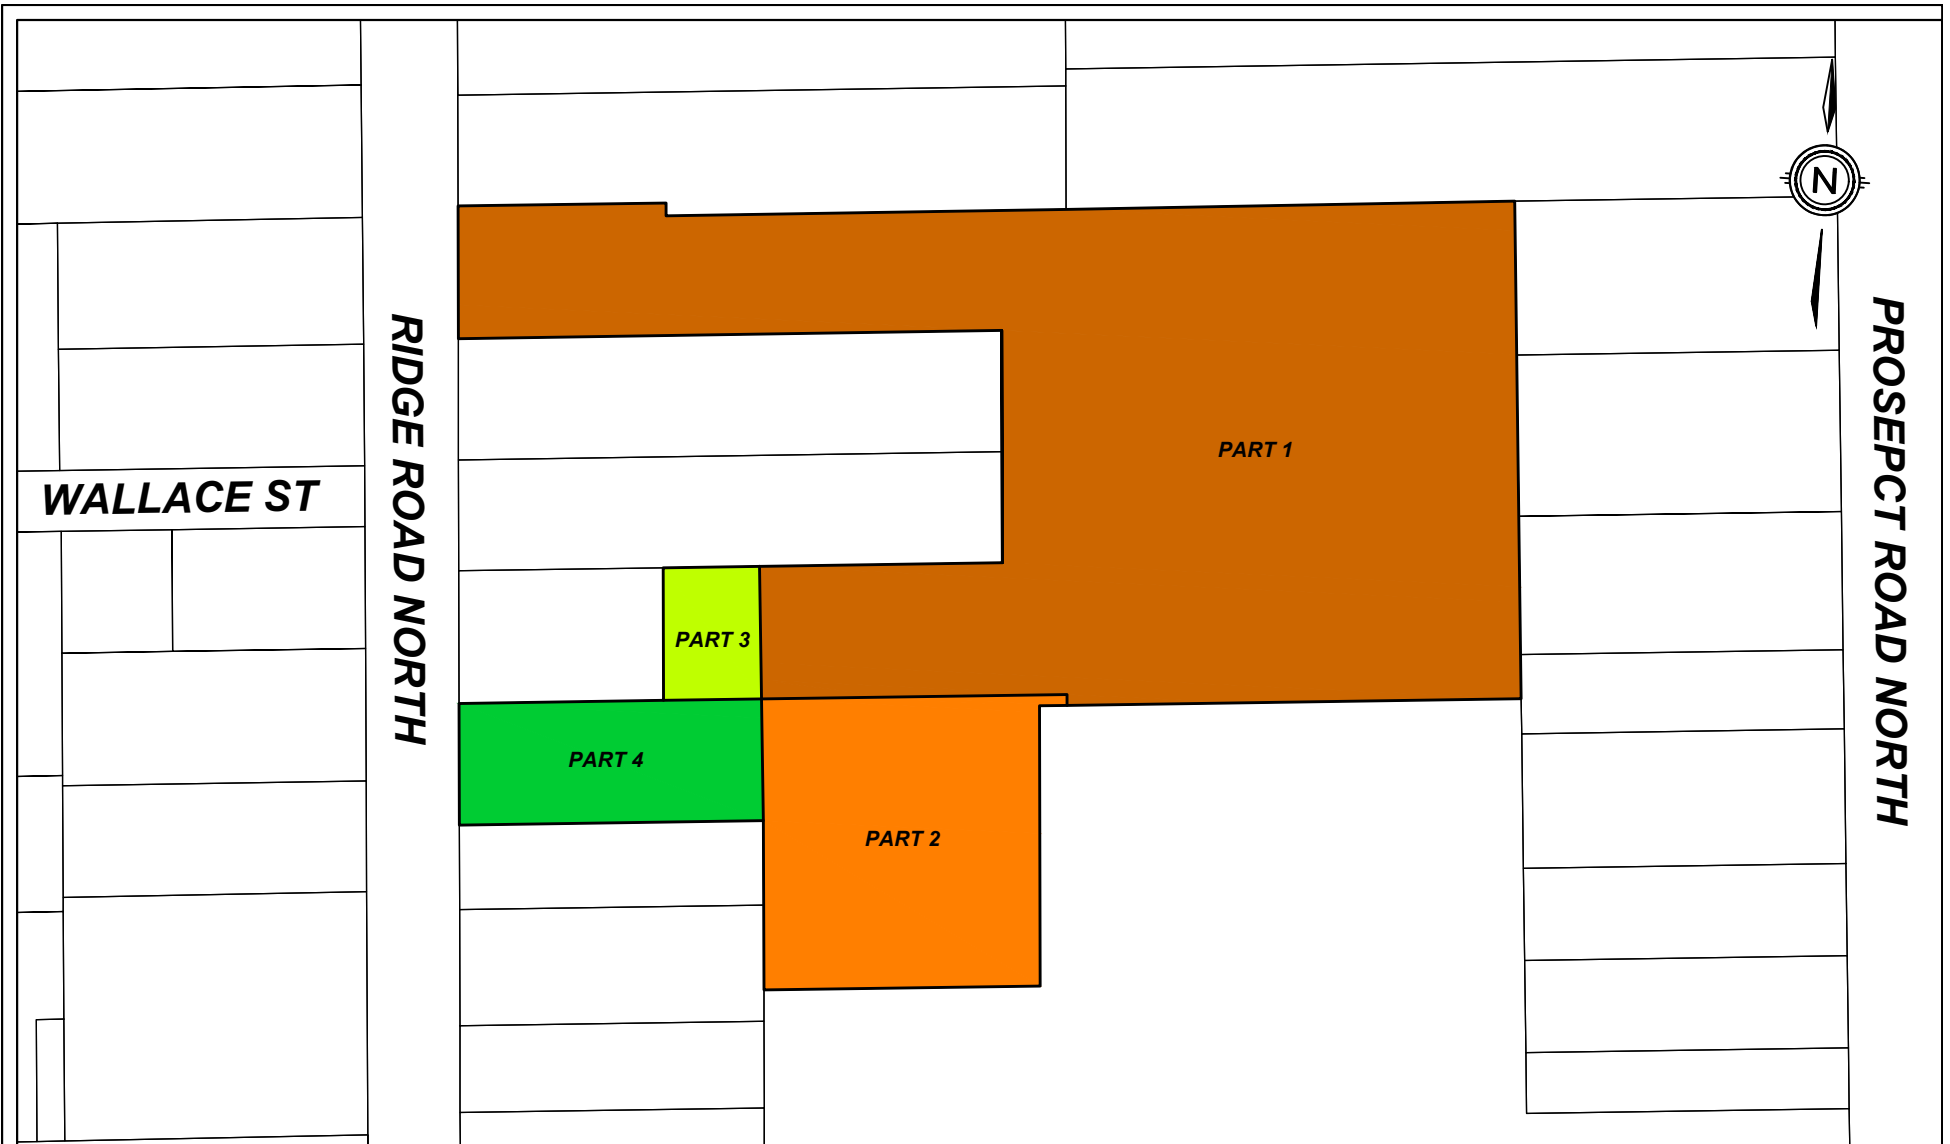 N
RIDGE ROAD NORTH
PROSEPCT ROAD NORTH
PART 1
WALLACE ST
PART 3
PART 4
PART 2